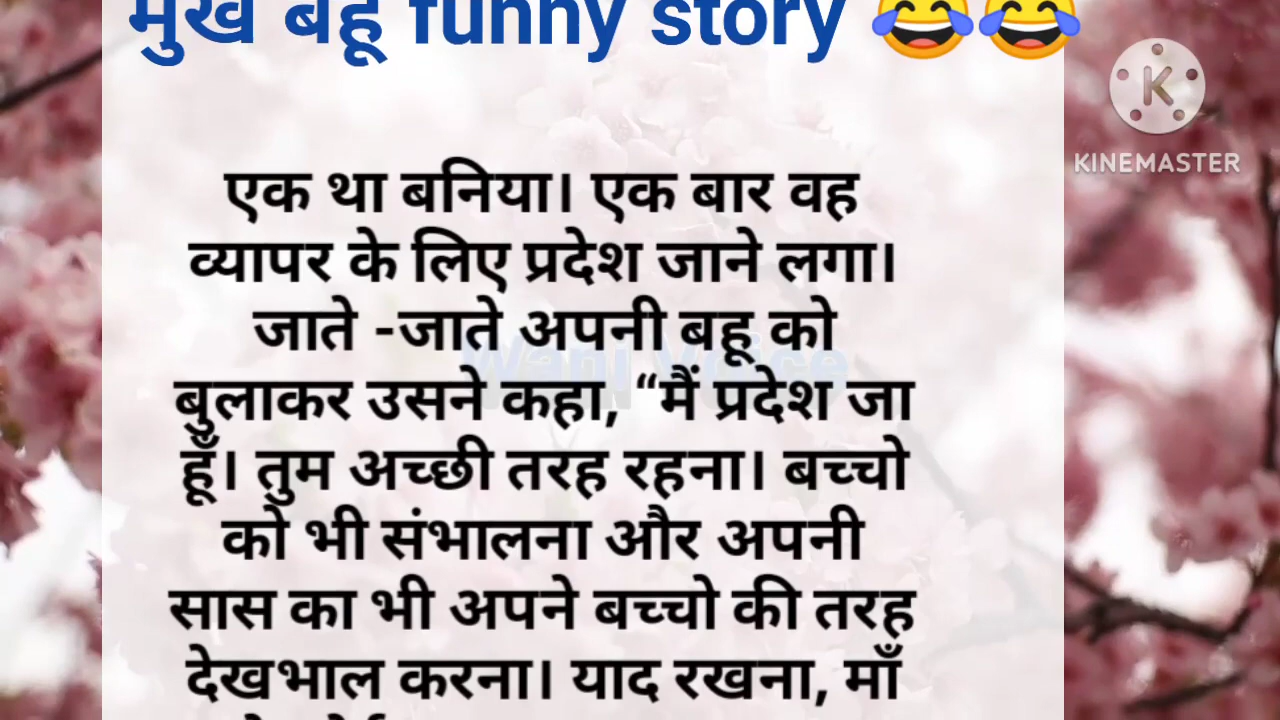 मुर्ख बहू funny story 😂😂
KINEMASTER
एक था बनिया। एक बार वह
व्यापर के लिए प्रदेश जाने लगा।
जाते -जाते अपनी बहू को
बुलाकर उसने कहा, “मैं प्रदेश जा
हूँ। तुम अच्छी तरह रहना। बच्चो
को भी संभालना और अपनी
सास का भी अपने बच्चो की तरह
देखभाल करना। याद रखना, माँ